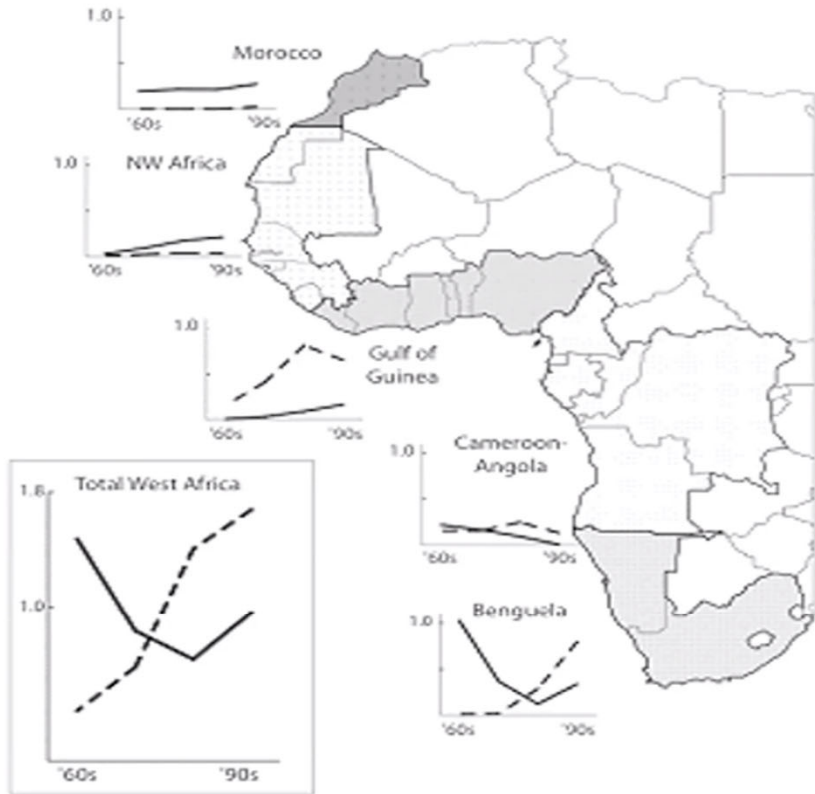 1.0
Morocco
'60s
'90s
NW Africa
1.0
'60s
'90s
1.0
Gulf of
Guinea
'60s
'90s
Cameroon-
Angola
1.0
'60s
'90s
Total West Africa
1.8
1.0
'60s
'90s
Benguela
1.0
'60s
'90s